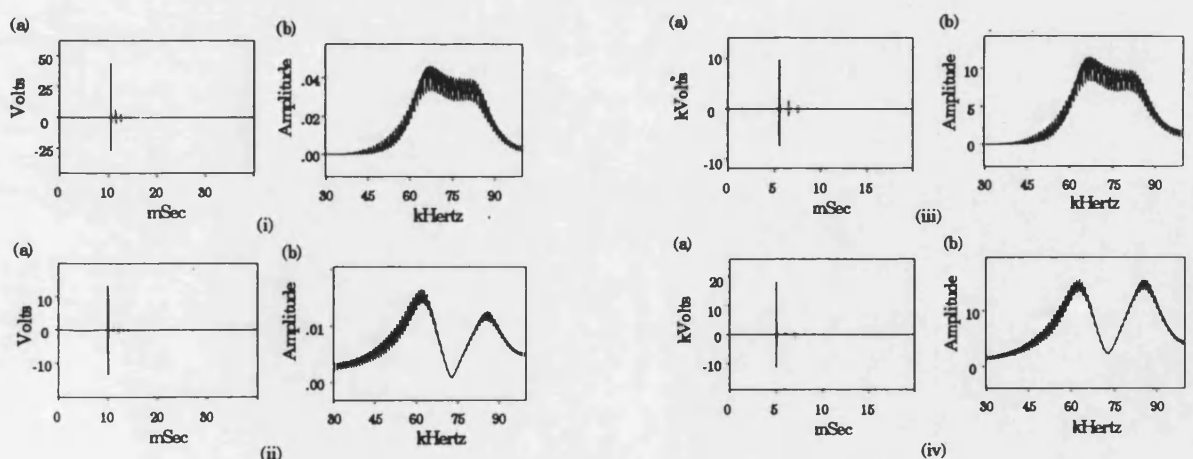 (a)
50
25
0
-25
Volts
0 10 20 30
mSec
(b)
.04
.02
.00
Amplitude
30 45 60 75 90
kHertz
(i)
(a)
10
0
-10
Volts
0 10 20 30
mSec
(b)
.01
.00
Amplitude
30 45 60 75 90
kHertz
(ii)
(a)
10
0
-10
kVolts
0 5 10 15
mSec
(b)
10
5
0
Amplitude
30 45 60 75 90
kHertz
(iii)
(a)
20
10
0
-10
kVolts
0 5 10 15
mSec
(b)
10
0
Amplitude
30 45 60 75 90
kHertz
(iv)